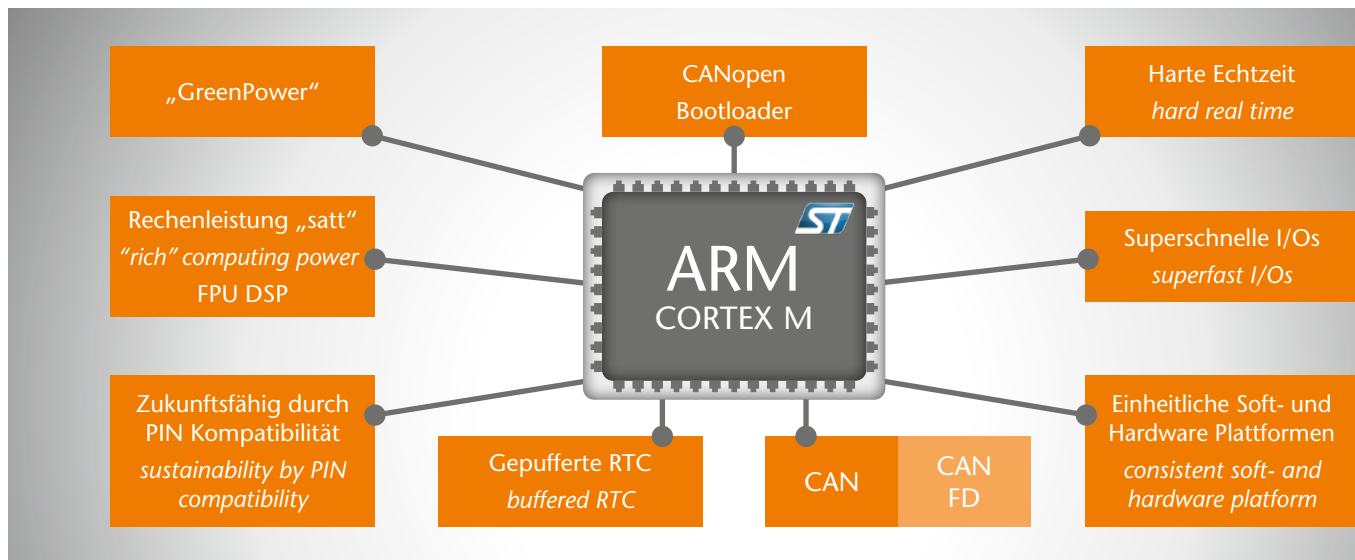 „GreenPower“
CANopen
Bootloader
Harte Echtzeit
hard real time
Rechenleistung „satt“
“rich” computing power
FPU DSP
ST
ARM
CORTEX M
Superschnelle I/Os
superfast I/Os
Zukunftsfähig durch
PIN Kompatibilität
sustainability by PIN
compatibility
Gepufferte RTC
buffered RTC
CAN
CAN
FD
Einheitliche Soft- und
Hardware Plattformen
consistent soft- and
hardware platform